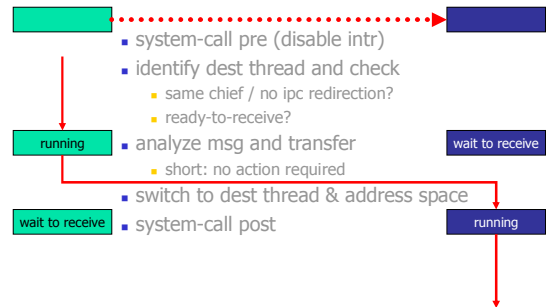 system-call pre (disable intr)
identify dest thread and check
same chief / no ipc redirection?
ready-to-receive?
running
analyze msg and transfer
wait to receive
short: no action required
switch to dest thread & address space
wait to receive
system-call post
running